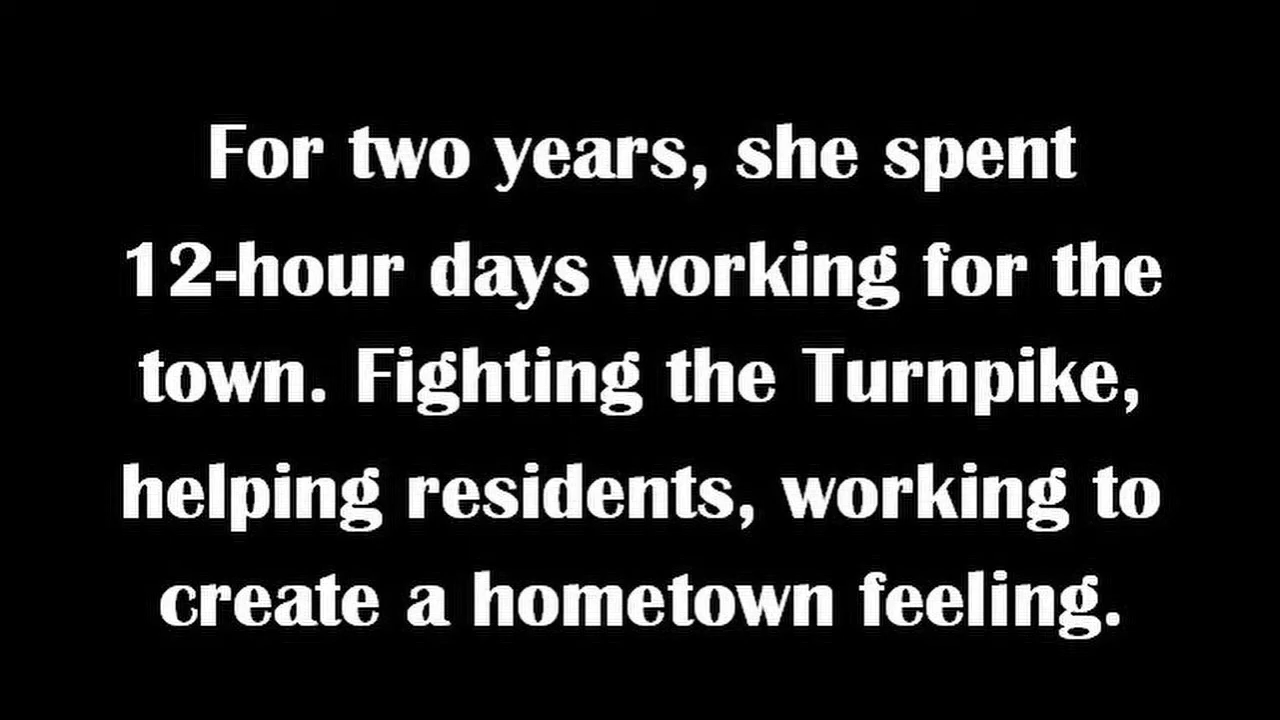 For two years, she spent
12-hour days working for the
town. Fighting the Turnpike,
helping residents, working to
create a hometown feeling.